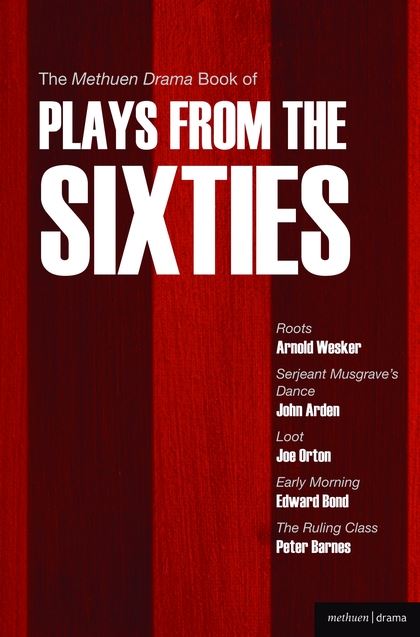 The Methuen Drama Book of
PLAYS FROM THE
SIXTIES
Roots
Arnold Wesker
Serjeant Musgrave's
Dance
John Arden
Loot
Joe Orton
Early Morning
Edward Bond
The Ruling Class
Peter Barnes
methuen | drama